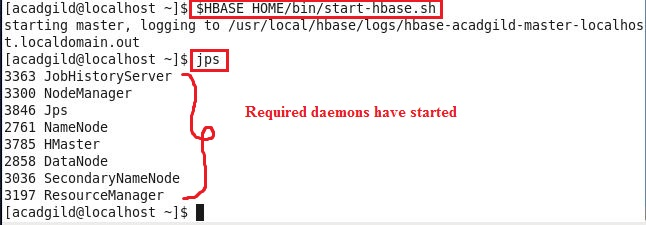 [acadgild@localhost ~]$ $HBASE HOME/bin/start-hbase.sh
starting master, logging to /usr/local/hbase/logs/hbase-acadgild-master-localhos
t.localdomain.out
[acadgild@localhost ~]$ jps
3363 JobHistoryServer
3300 NodeManager
3846 Jps
2761 NameNode
3785 HMaster
2858 DataNode
3036 SecondaryNameNode
3197 ResourceManager
Required daemons have started
[acadgild@localhost ~]$